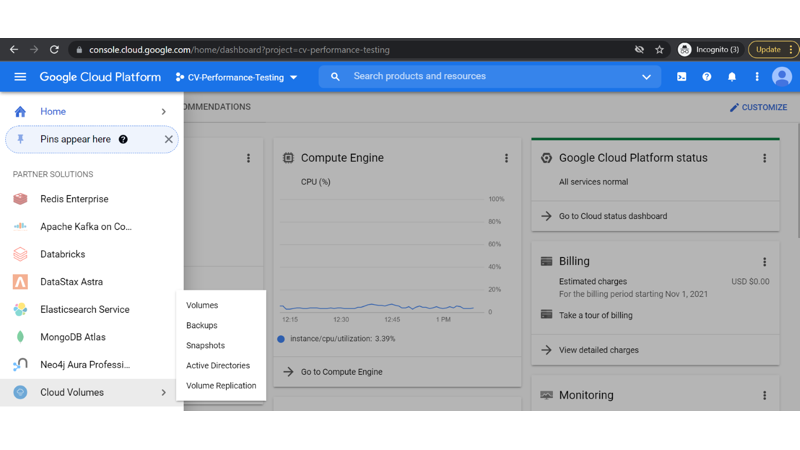 console.cloud.google.com/home/dashboard?project=cv-performance-testing
Incognito (3)
Update
Google Cloud Platform
CV-Performance-Testing
Search products and resources
Home
OMMENDATIONS
CUSTOMIZE
Pins appear here
PARTNER SOLUTIONS
Redis Enterprise
Apache Kafka on Co...
Databricks
DataStax Astra
Elasticsearch Service
MongoDB Atlas
Neo4j Aura Professi...
Cloud Volumes
Volumes
Backups
Snapshots
Active Directories
Volume Replication
Compute Engine
CPU (%)
100%
80%
60%
40%
20%
0
12:15 12:30 12:45 1 PM
instance/cpu/utilization: 3.39%
Go to Compute Engine
Google Cloud Platform status
All services normal
Go to Cloud status dashboard
Billing
Estimated charges USD $0.00
For the billing period starting Nov 1, 2021
Take a tour of billing
View detailed charges
Monitoring